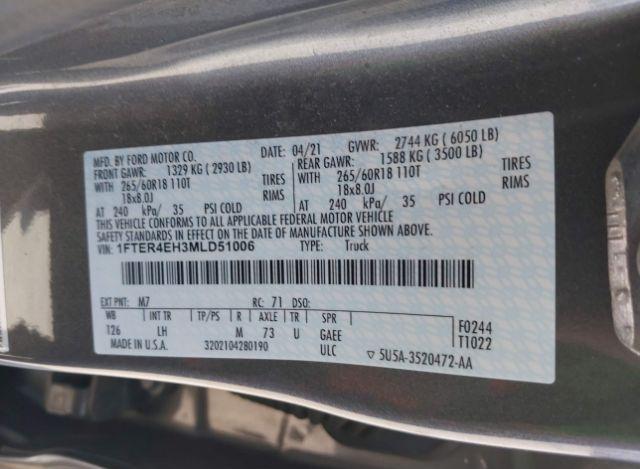 MFD. BY FORD MOTOR CO.
DATE: 04/21 GVWR: 2744 KG ( 6050 LB)
FRONT GAWR: 1329 KG ( 2930 LB) REAR GAWR: 1588 KG ( 3500 LB)
WITH 265/60R18 110T TIRES WITH 265/60R18 110T TIRES
18x8.0J RIMS 18x8.0J RIMS
AT 240 kPa/ 35 PSI COLD AT 240 kPa/ 35 PSI COLD
THIS VEHICLE CONFORMS TO ALL APPLICABLE FEDERAL MOTOR VEHICLE
SAFETY STANDARDS IN EFFECT ON THE DATE OF MANUFACTURE SHOWN ABOVE.
VIN: 1FTER4EH3MLD51006 TYPE: Truck
EXT PNT: M7 RC: 71 DSO:
WB INT TR TP/PS R AXLE TR SPR F0244
126 LH M 73 U GAEE T1022
MADE IN U.S.A. 3202104280190 ULC ▽ 5U5A-3520472-AA